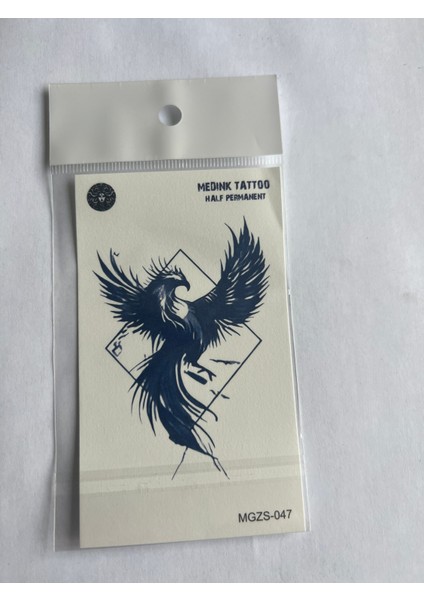 MEDINK TATTOO
HALF PERMANENT
MGZS-047